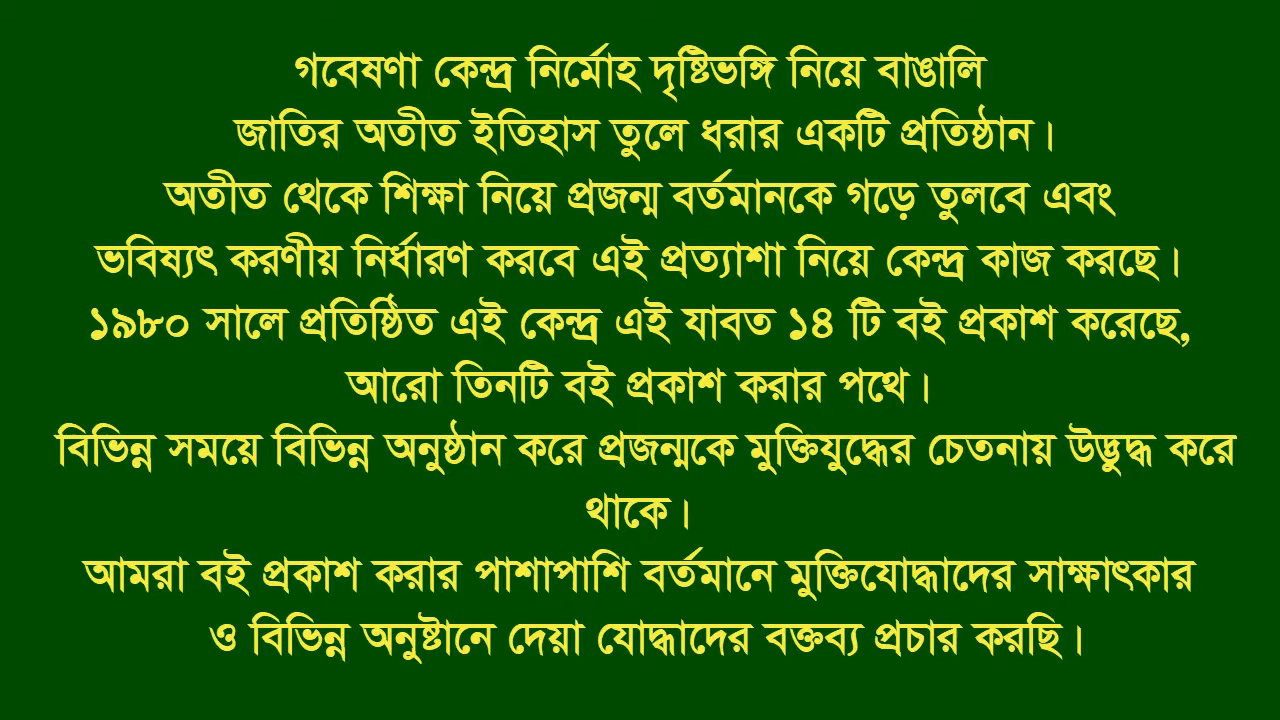 গবেষণা কেন্দ্র নির্মোহ দৃষ্টিভঙ্গি নিয়ে বাঙালি
জাতির অতীত ইতিহাস তুলে ধরার একটি প্রতিষ্ঠান।
অতীত থেকে শিক্ষা নিয়ে প্রজন্ম বর্তমানকে গড়ে তুলবে এবং
ভবিষ্যৎ করণীয় নির্ধারণ করবে এই প্রত্যাশা নিয়ে কেন্দ্র কাজ করছে।
১৯৮০ সালে প্রতিষ্ঠিত এই কেন্দ্র এই যাবত ১৪ টি বই প্রকাশ করেছে,
আরো তিনটি বই প্রকাশ করার পথে।
বিভিন্ন সময়ে বিভিন্ন অনুষ্ঠান করে প্রজন্মকে মুক্তিযুদ্ধের চেতনায় উদ্ভুদ্ধ করে
থাকে।
আমরা বই প্রকাশ করার পাশাপাশি বর্তমানে মুক্তিযোদ্ধাদের সাক্ষাৎকার
ও বিভিন্ন অনুষ্টানে দেয়া যোদ্ধাদের বক্তব্য প্রচার করছি।